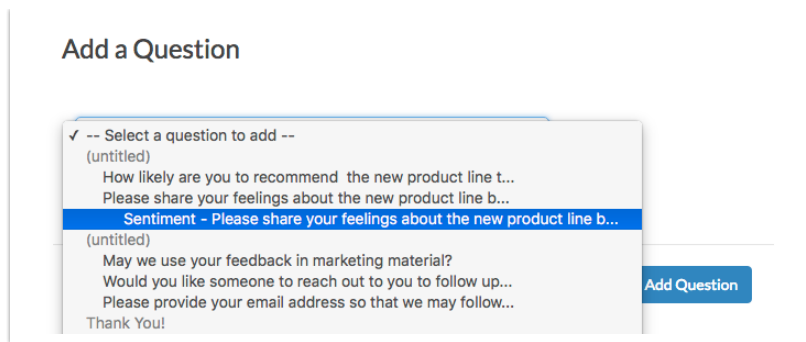 Add a Question
✓ -- Select a question to add --
(untitled)
How likely are you to recommend  the new product line t...
Please share your feelings about the new product line b...
Sentiment - Please share your feelings about the new product line b...
(untitled)
May we use your feedback in marketing material?
Would you like someone to reach out to you to follow up...
Please provide your email address so that we may follow...
Add Question
Thank You!